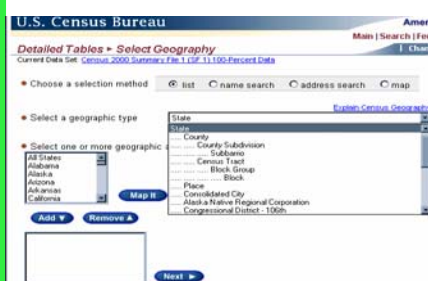 U.S. Census Bureau
Amer
Main | Search | Fee
Detailed Tables ▸ Select Geography
| Chan
Current Data Set: Census 2000 Summary File 1 (SF 1) 100-Percent Data
Choose a selection method
list
name search
address search
map
Explain Census Geography
Select a geographic type
State
State
..... County
..... ..... County Subdivision
..... ..... ..... Subbarrio
..... ..... Census Tract
..... ..... ..... Block Group
..... ..... ..... ..... Block
..... Place
..... Consolidated City
..... Alaska Native Regional Corporation
..... Congressional District - 106th
Select one or more geographic a
All States
Alabama
Alaska
Arizona
Arkansas
California
Map It
Add ▼
Remove ▲
Next ►